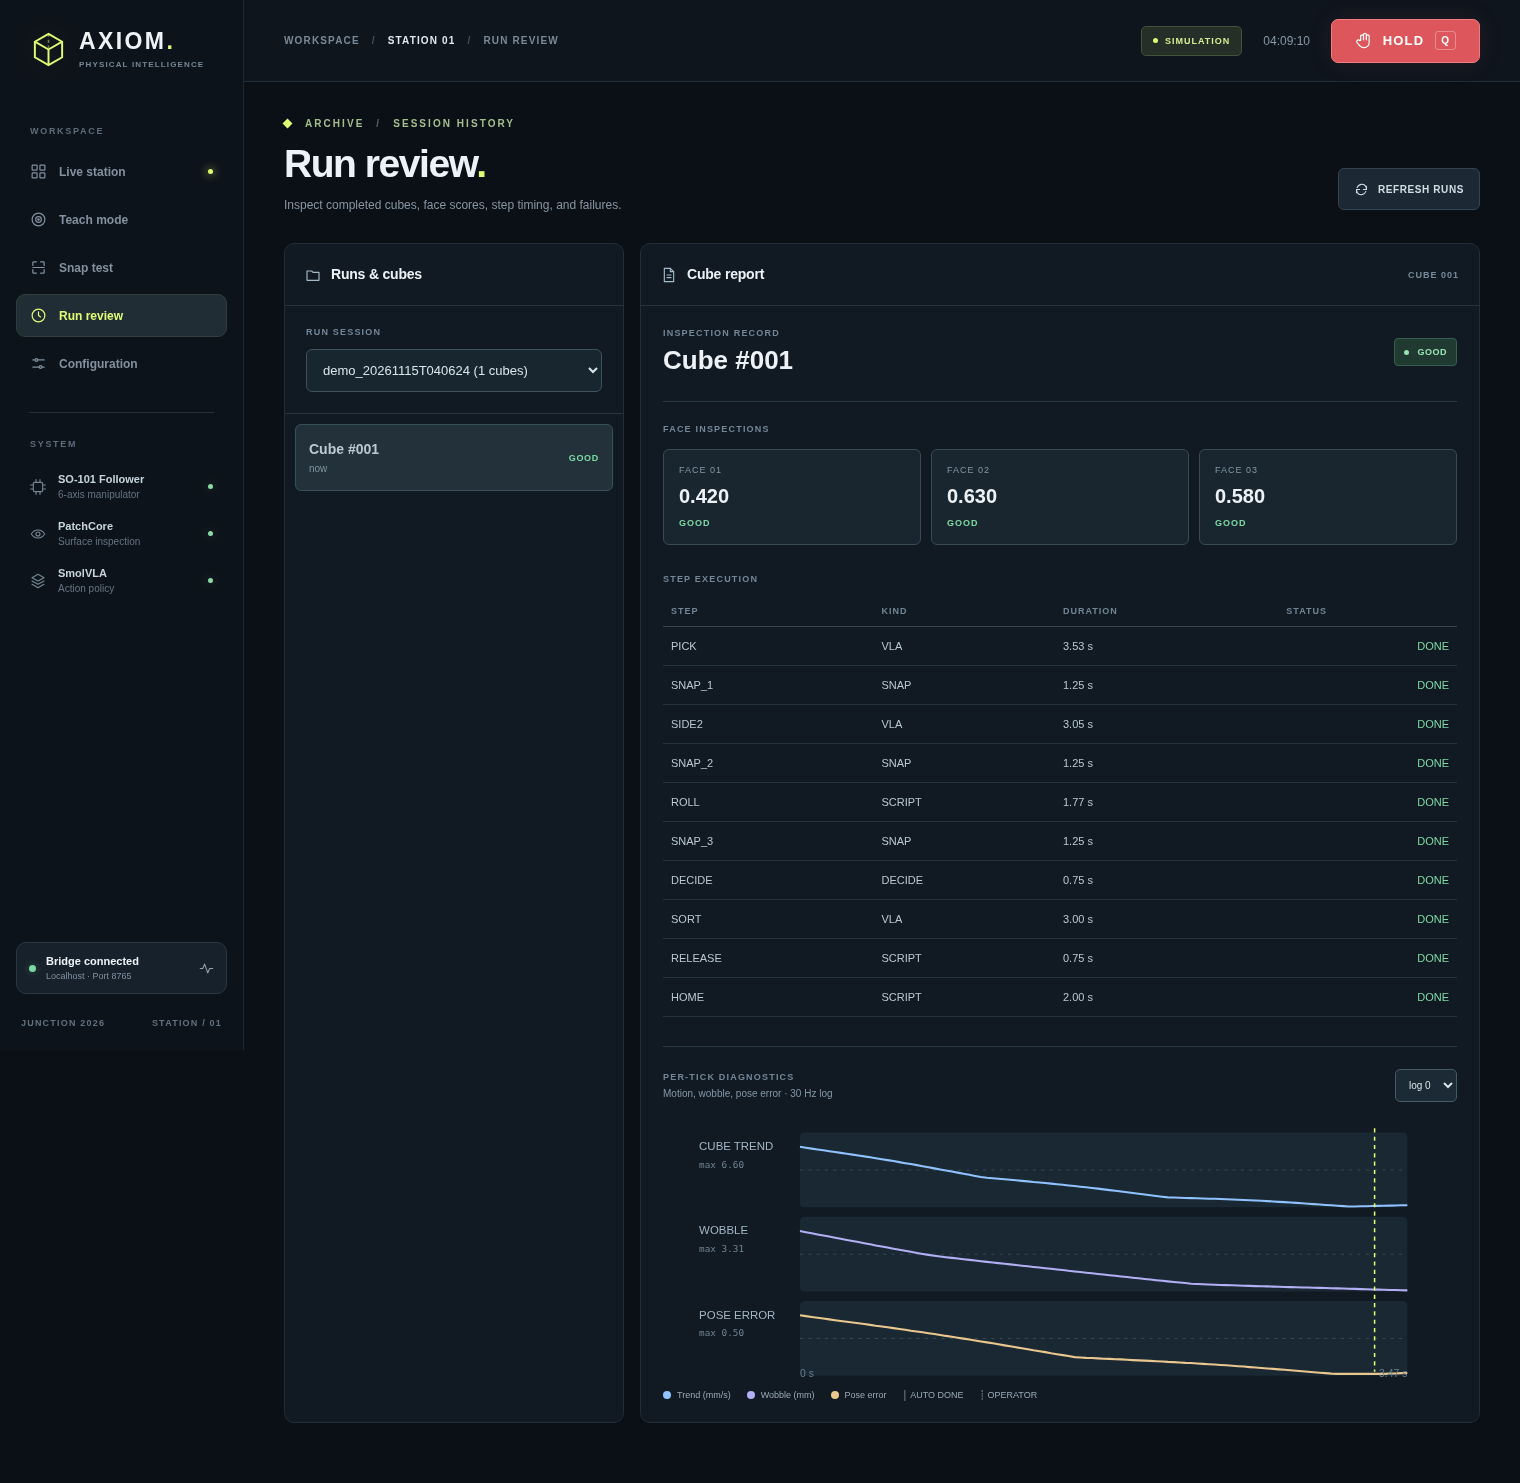 AXIOM.
PHYSICAL INTELLIGENCE
WORKSPACE
Live station
Teach mode
Snap test
Run review
Configuration
SYSTEM
SO-101 Follower
6-axis manipulator
PatchCore
Surface inspection
SmolVLA
Action policy
Bridge connected
Localhost · Port 8765
JUNCTION 2026 STATION / 01
WORKSPACE / STATION 01 / RUN REVIEW
SIMULATION 04:09:10 HOLD Q
ARCHIVE / SESSION HISTORY
Run review.
Inspect completed cubes, face scores, step timing, and failures.
REFRESH RUNS
Runs & cubes
RUN SESSION
demo_20261115T040624 (1 cubes)
Cube #001
now
GOOD
Cube report
CUBE 001
INSPECTION RECORD
Cube #001
GOOD
FACE INSPECTIONS
FACE 01
0.420
GOOD
FACE 02
0.630
GOOD
FACE 03
0.580
GOOD
STEP EXECUTION
STEP KIND DURATION STATUS
PICK VLA 3.53 s DONE
SNAP_1 SNAP 1.25 s DONE
SIDE2 VLA 3.05 s DONE
SNAP_2 SNAP 1.25 s DONE
ROLL SCRIPT 1.77 s DONE
SNAP_3 SNAP 1.25 s DONE
DECIDE DECIDE 0.75 s DONE
SORT VLA 3.00 s DONE
RELEASE SCRIPT 0.75 s DONE
HOME SCRIPT 2.00 s DONE
PER-TICK DIAGNOSTICS
Motion, wobble, pose error · 30 Hz log
log 0
CUBE TREND
max 6.60
WOBBLE
max 3.31
POSE ERROR
max 0.50
0 s 3.47 s
Trend (mm/s) Wobble (mm) Pose error AUTO DONE OPERATOR